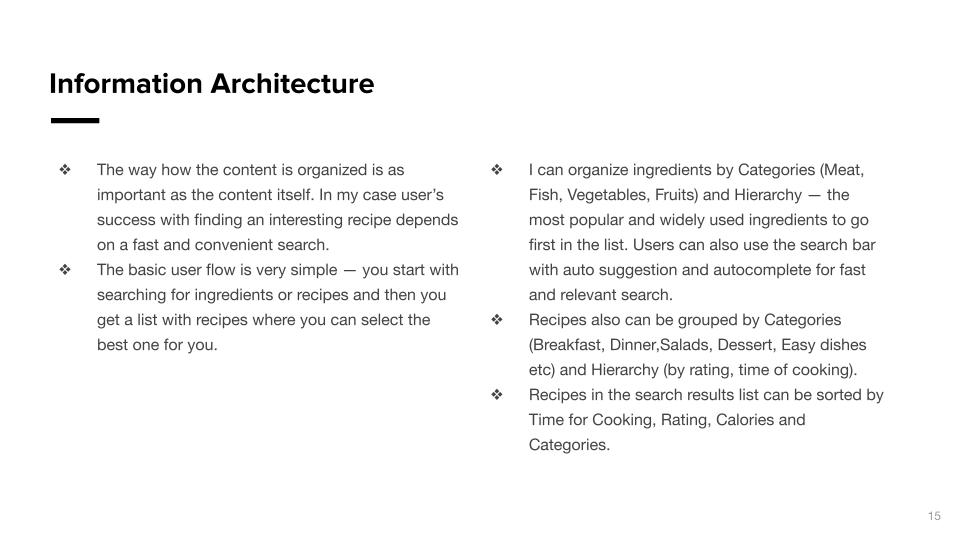 Information Architecture
❖ The way how the content is organized is as
important as the content itself. In my case user’s
success with finding an interesting recipe depends
on a fast and convenient search.
❖ The basic user flow is very simple — you start with
searching for ingredients or recipes and then you
get a list with recipes where you can select the
best one for you.
❖ I can organize ingredients by Categories (Meat,
Fish, Vegetables, Fruits) and Hierarchy — the
most popular and widely used ingredients to go
first in the list. Users can also use the search bar
with auto suggestion and autocomplete for fast
and relevant search.
❖ Recipes also can be grouped by Categories
(Breakfast, Dinner,Salads, Dessert, Easy dishes
etc) and Hierarchy (by rating, time of cooking).
❖ Recipes in the search results list can be sorted by
Time for Cooking, Rating, Calories and
Categories.
15